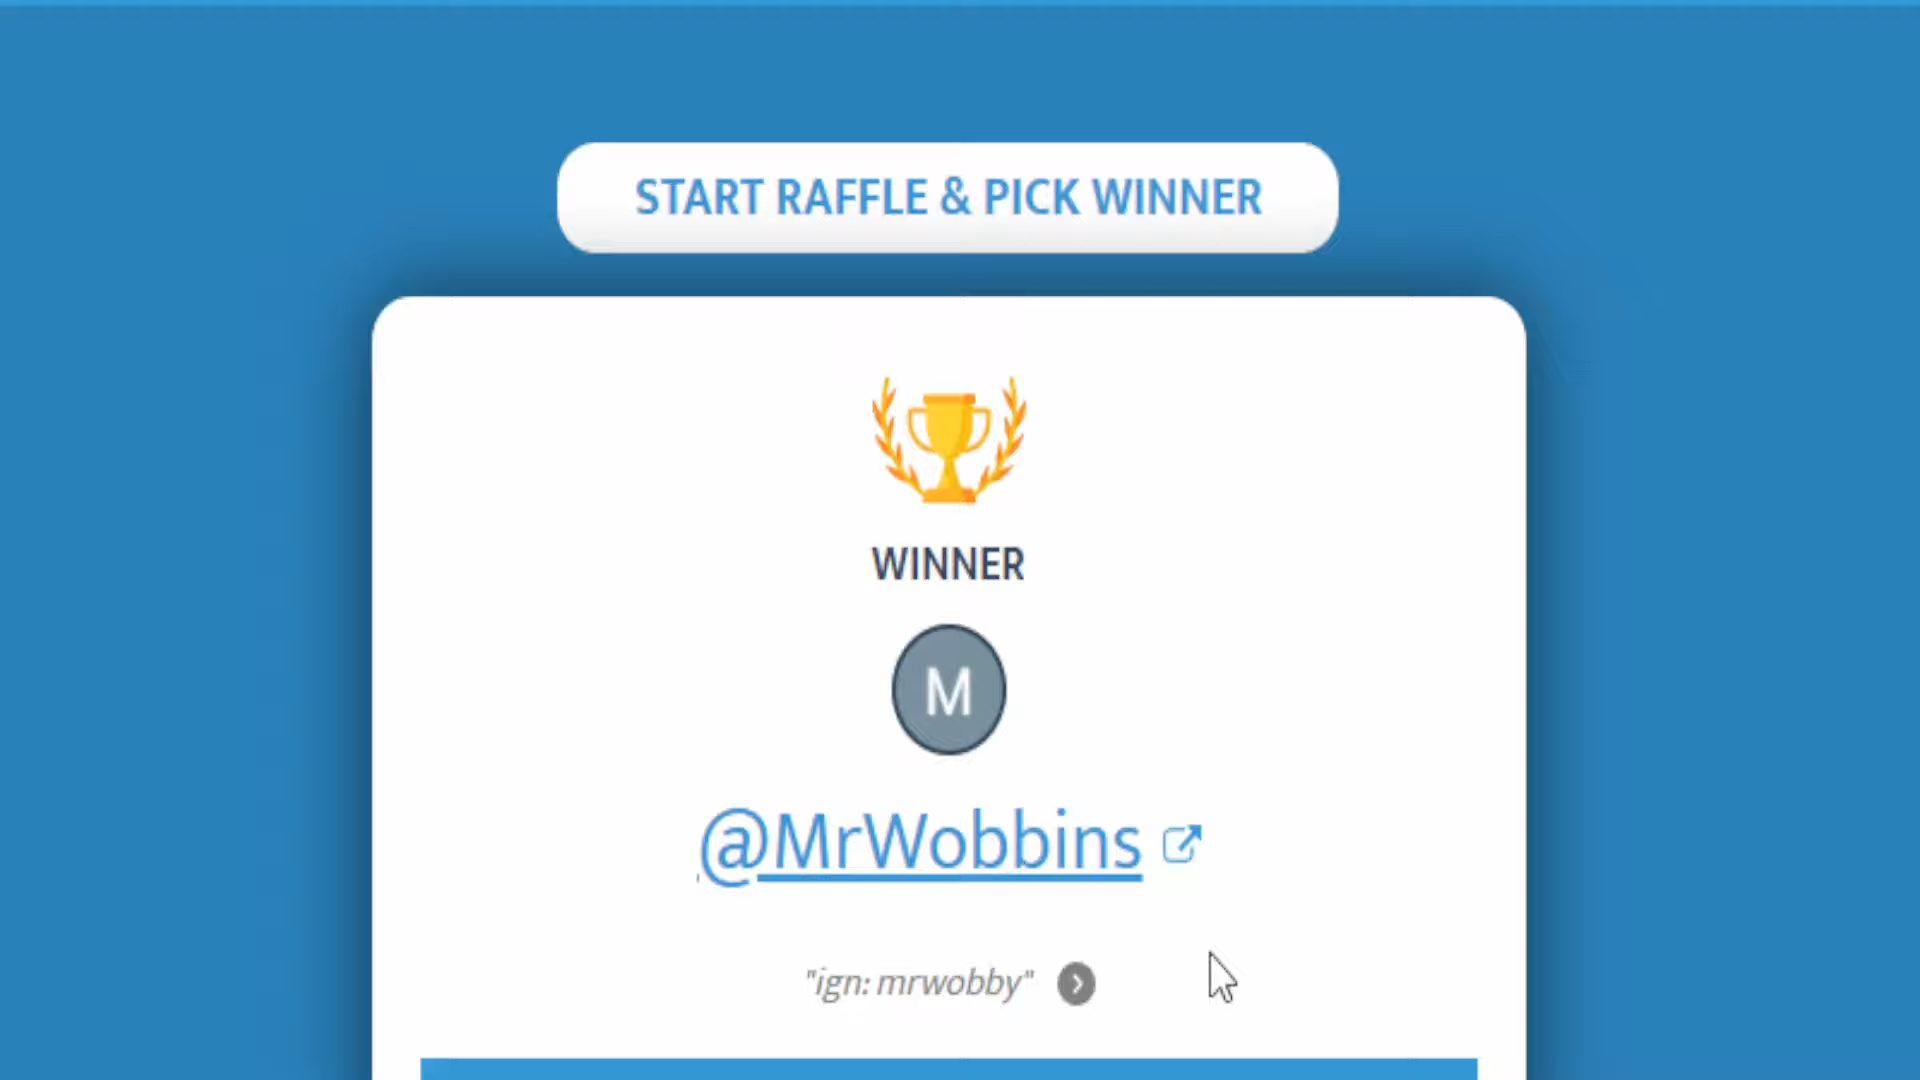 START RAFFLE & PICK WINNER
WINNER
M
@MrWobbins
"ign: mrwobby"